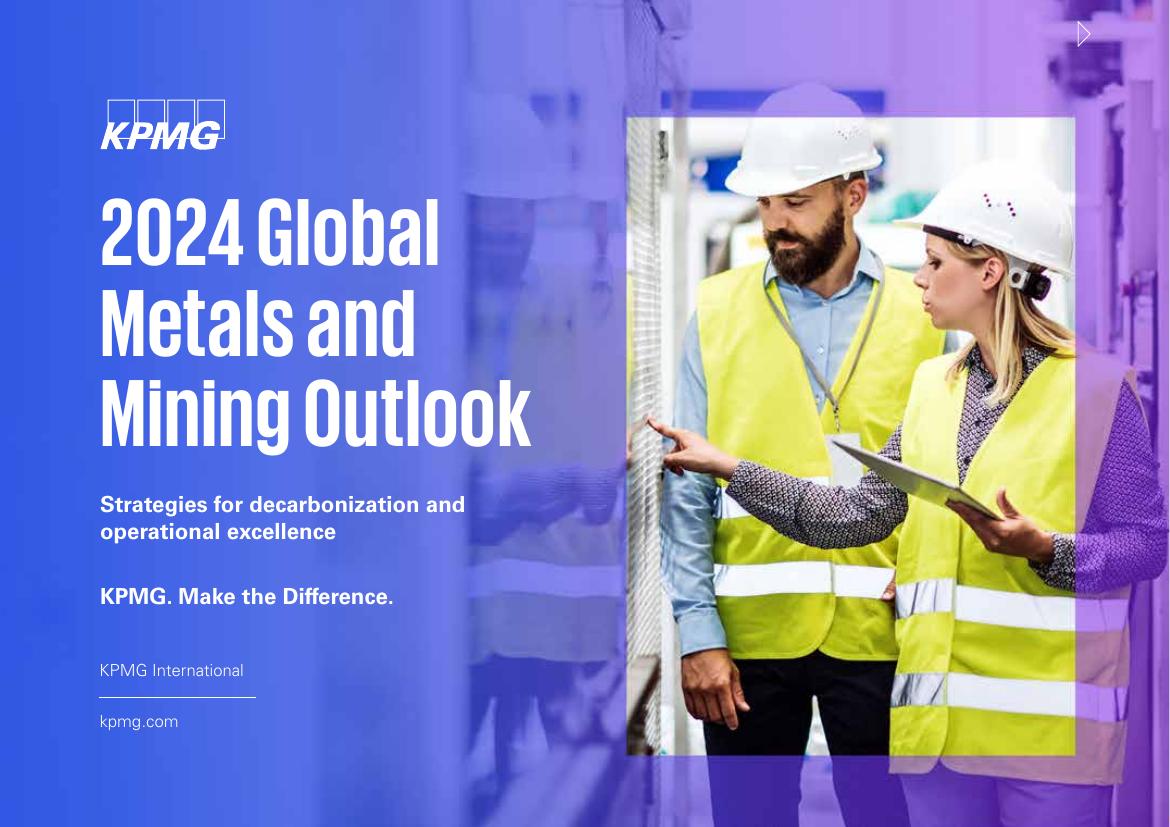 KPMG
2024 Global
Metals and
Mining Outlook
Strategies for decarbonization and
operational excellence
KPMG. Make the Difference.
KPMG International
kpmg.com